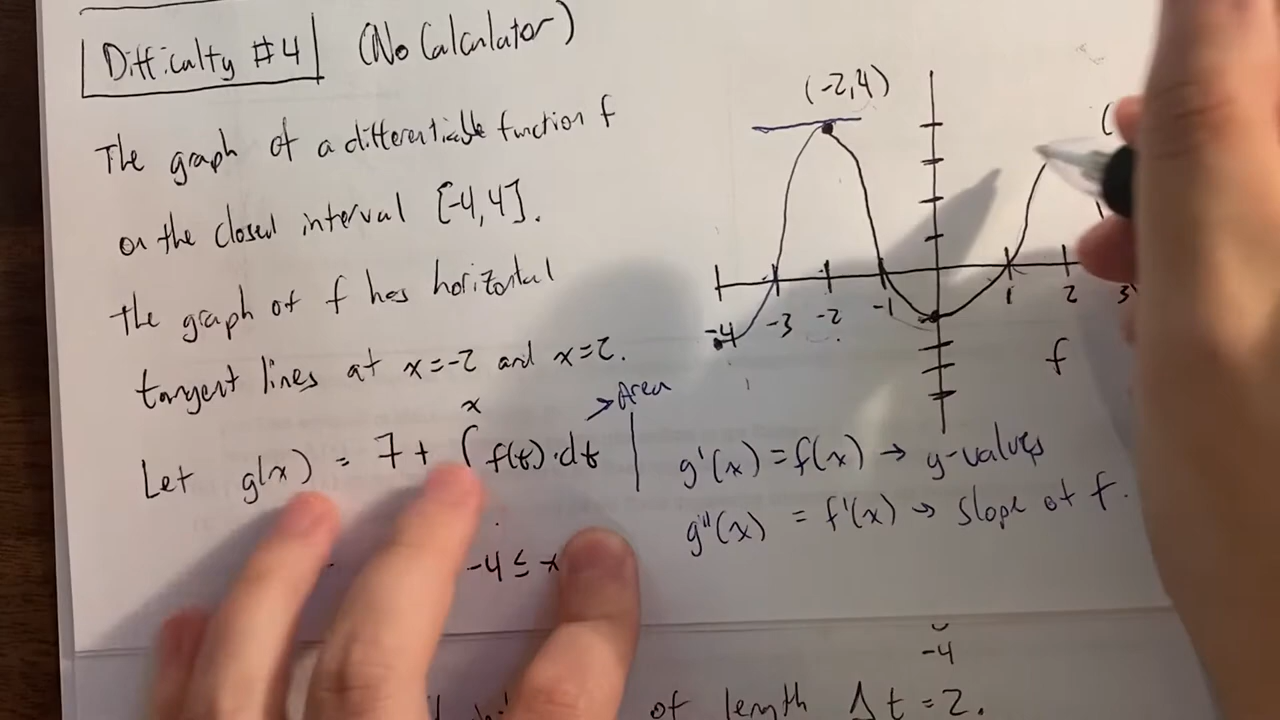 Difficulty #4 (No Calculator)
The graph of a differentiable function f
on the closed interval [-4,4].
the graph of f has horizontal
tangent lines at x=-2 and x=2.
Let g(x) = 7+ ∫ x f(t)·dt
> Area
-4 ≤ x
(-2,4)
(
-4 -3 -2 -1 1 2 3
f
g'(x) = f(x) → y-values
g''(x) = f'(x) → slope of f.
-4
of length Δt = 2.